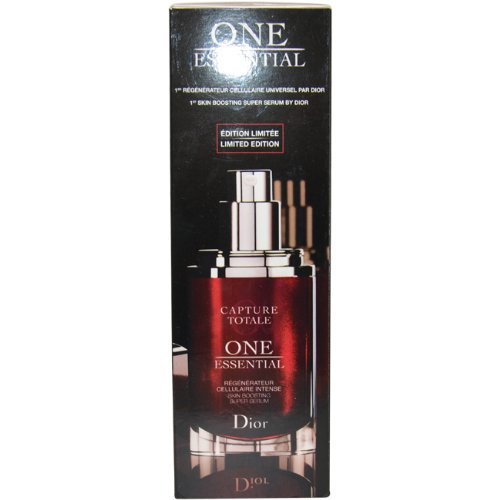 ONE
ESSENTIAL
1er RÉGÉNÉRATEUR CELLULAIRE UNIVERSEL PAR DIOR
1st SKIN BOOSTING SUPER SERUM BY DIOR
ÉDITION LIMITÉE
LIMITED EDITION
CAPTURE
TOTALE
ONE
ESSENTIAL
RÉGÉNÉRATEUR
CELLULAIRE INTENSE
SKIN BOOSTING
SUPER SERUM
Dior
DIOR